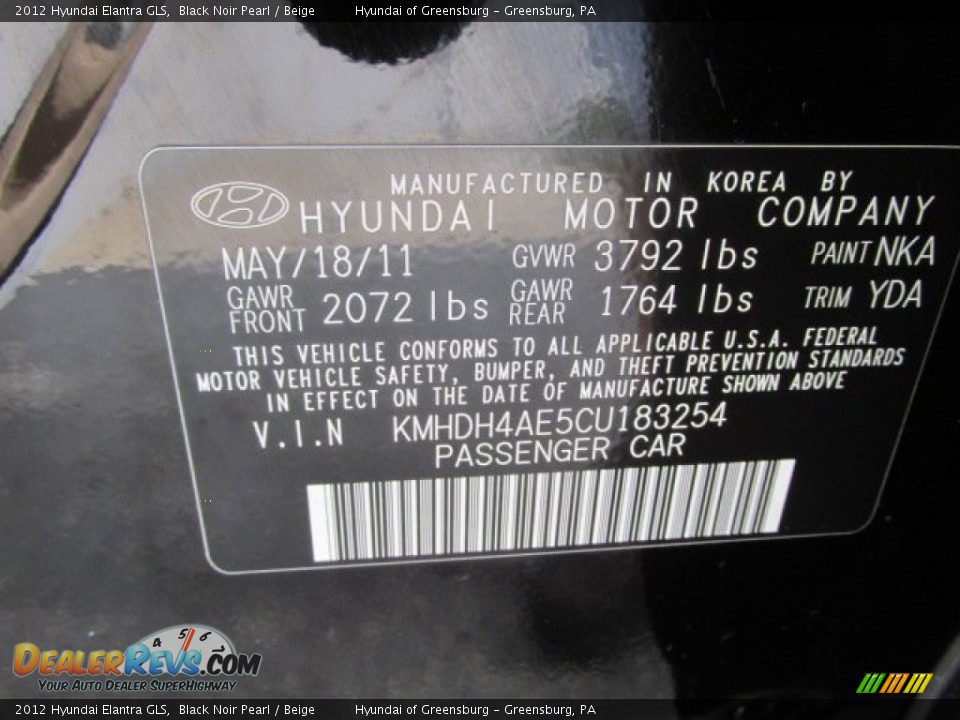 2012 Hyundai Elantra GLS, Black Noir Pearl / Beige Hyundai of Greensburg - Greensburg, PA
MANUFACTURED IN KOREA BY
HYUNDAI MOTOR COMPANY
MAY/18/11 GVWR 3792 lbs PAINT NKA
GAWR FRONT 2072 lbs GAWR REAR 1764 lbs TRIM YDA
THIS VEHICLE CONFORMS TO ALL APPLICABLE U.S.A. FEDERAL
MOTOR VEHICLE SAFETY, BUMPER, AND THEFT PREVENTION STANDARDS
IN EFFECT ON THE DATE OF MANUFACTURE SHOWN ABOVE
V.I.N KMHDH4AE5CU183254
PASSENGER CAR
4 5 6
DEALERREVS.COM
YOUR AUTO DEALER SUPERHIGHWAY
2012 Hyundai Elantra GLS, Black Noir Pearl / Beige Hyundai of Greensburg - Greensburg, PA